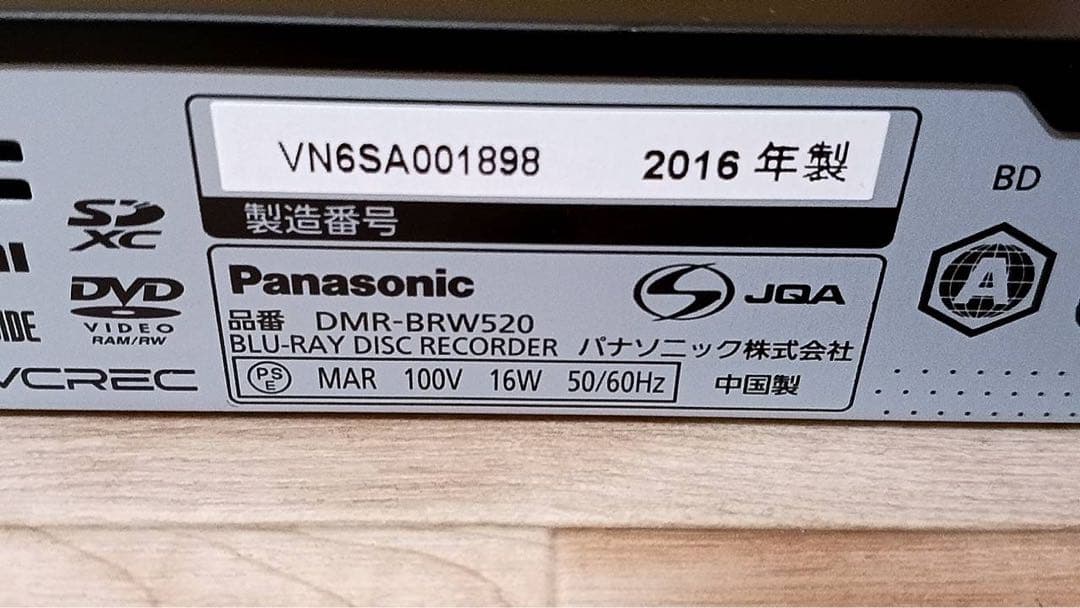 VN6SA001898 2016 年製
製造番号
BD
SD
XC
DVD
VIDEO
RAM/RW
VCREC
Panasonic
S JQA
品番 DMR-BRW520
BLU-RAY DISC RECORDER パナソニック株式会社
PSE MAR 100V 16W 50/60Hz 中国製
A